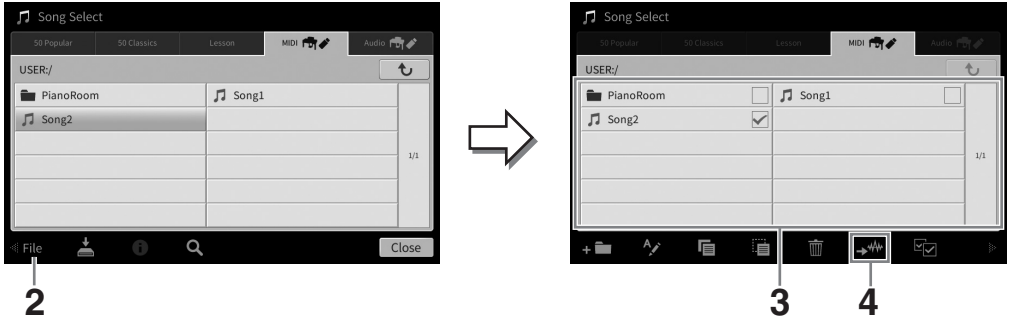 Song Select
50 Popular 50 Classics Lesson MIDI Audio
USER:/
PianoRoom Song1
Song2
1/1
File Close
2
Song Select
50 Popular 50 Classics Lesson MIDI Audio
USER:/
PianoRoom Song1
Song2
1/1
3 4